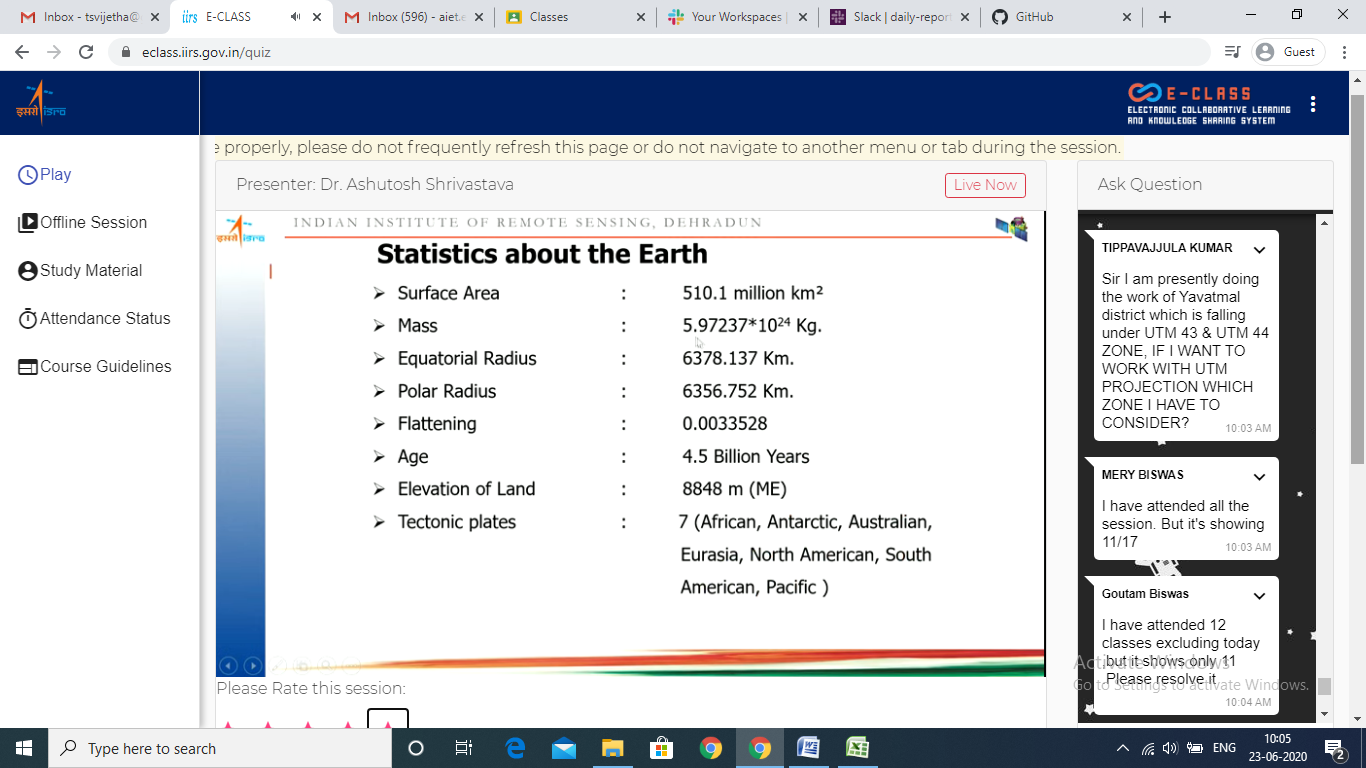 Inbox - tsvijetha@
E-CLASS
Inbox (596) - aiet.e
Classes
Your Workspaces |
Slack | daily-repor
GitHub
eclass.iirs.gov.in/quiz
Guest
इसरो isro
E-CLASS
ELECTRONIC COLLABORATIVE LEARNING
AND KNOWLEDGE SHARING SYSTEM
Play
Offline Session
Study Material
Attendance Status
Course Guidelines
e properly, please do not frequently refresh this page or do not navigate to another menu or tab during the session.
Presenter: Dr. Ashutosh Shrivastava
Live Now
इसरो isro
INDIAN INSTITUTE OF REMOTE SENSING, DEHRADUN
Statistics about the Earth
➢ Surface Area : 510.1 million km²
➢ Mass : 5.97237*10²⁴ Kg.
➢ Equatorial Radius : 6378.137 Km.
➢ Polar Radius : 6356.752 Km.
➢ Flattening : 0.0033528
➢ Age : 4.5 Billion Years
➢ Elevation of Land : 8848 m (ME)
➢ Tectonic plates : 7 (African, Antarctic, Australian,
Eurasia, North American, South
American, Pacific )
Please Rate this session:
Ask Question
TIPPAVAJJULA KUMAR
Sir I am presently doing
the work of Yavatmal
district which is falling
under UTM 43 & UTM 44
ZONE, IF I WANT TO
WORK WITH UTM
PROJECTION WHICH
ZONE I HAVE TO
CONSIDER?
10:03 AM
MERY BISWAS
I have attended all the
session. But it's showing
11/17
10:03 AM
Goutam Biswas
I have attended 12
classes excluding today
but it shows only 11
Please resolve it
10:04 AM
Activate Windows
Go to Settings to activate Windows.
Type here to search
ENG
10:05
23-06-2020
2